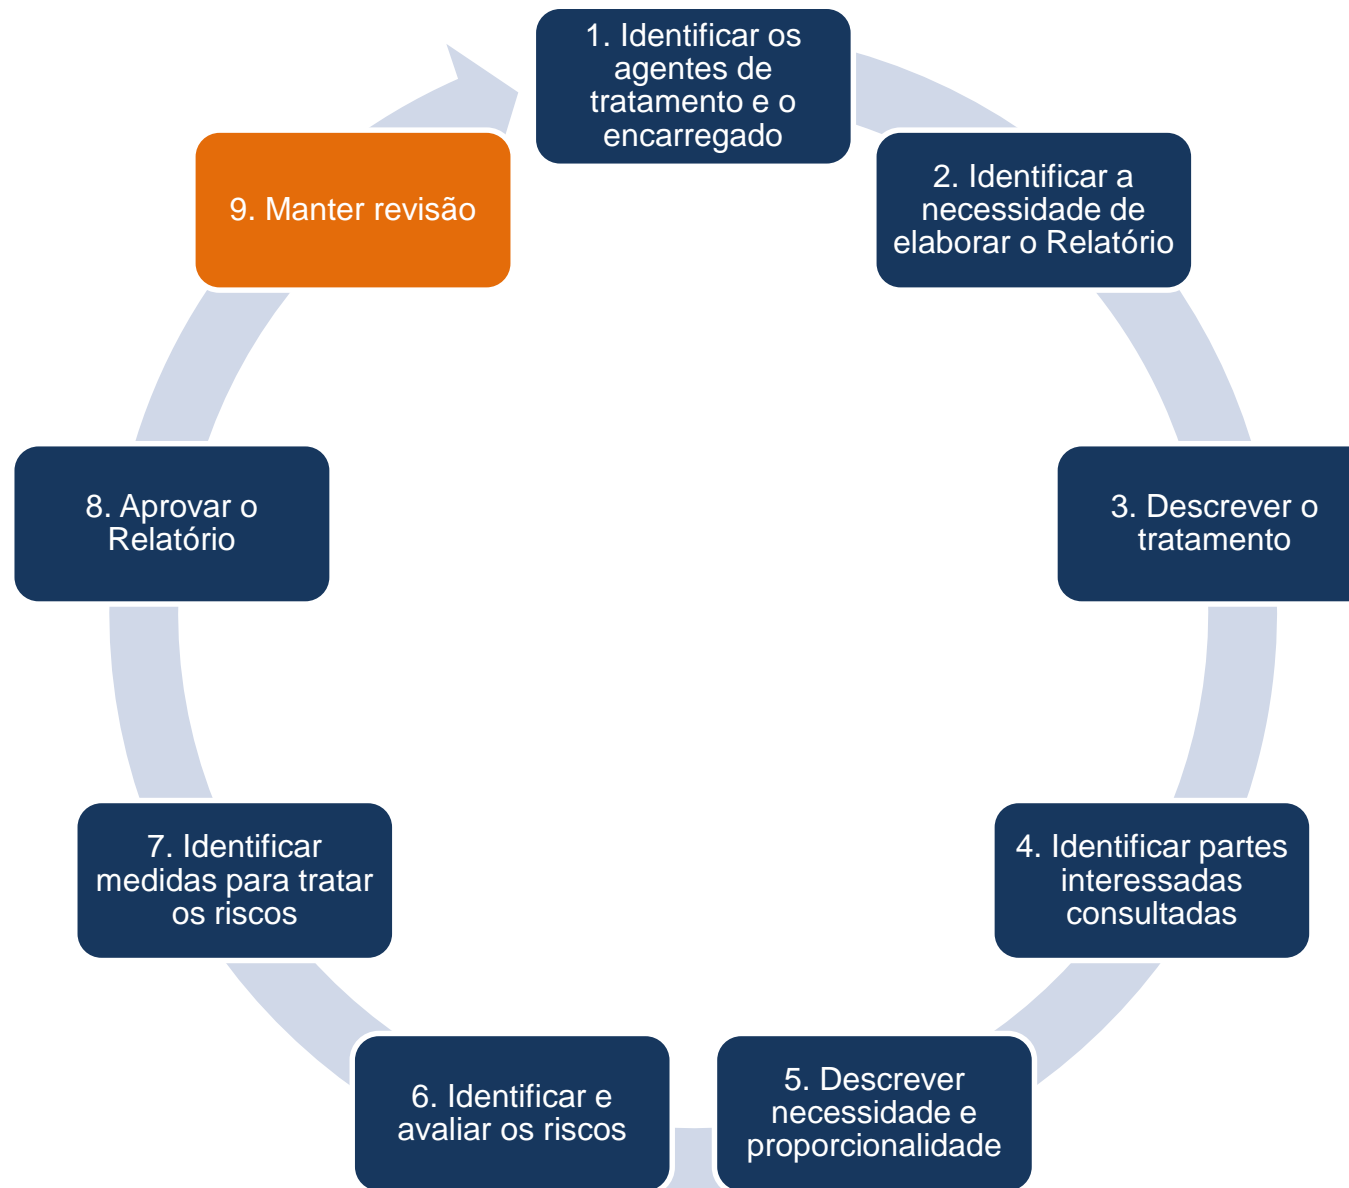 1. Identificar os
agentes de
tratamento e o
encarregado
2. Identificar a
necessidade de
elaborar o Relatório
3. Descrever o
tratamento
4. Identificar partes
interessadas
consultadas
5. Descrever
necessidade e
proporcionalidade
6. Identificar e
avaliar os riscos
7. Identificar
medidas para tratar
os riscos
8. Aprovar o
Relatório
9. Manter revisão